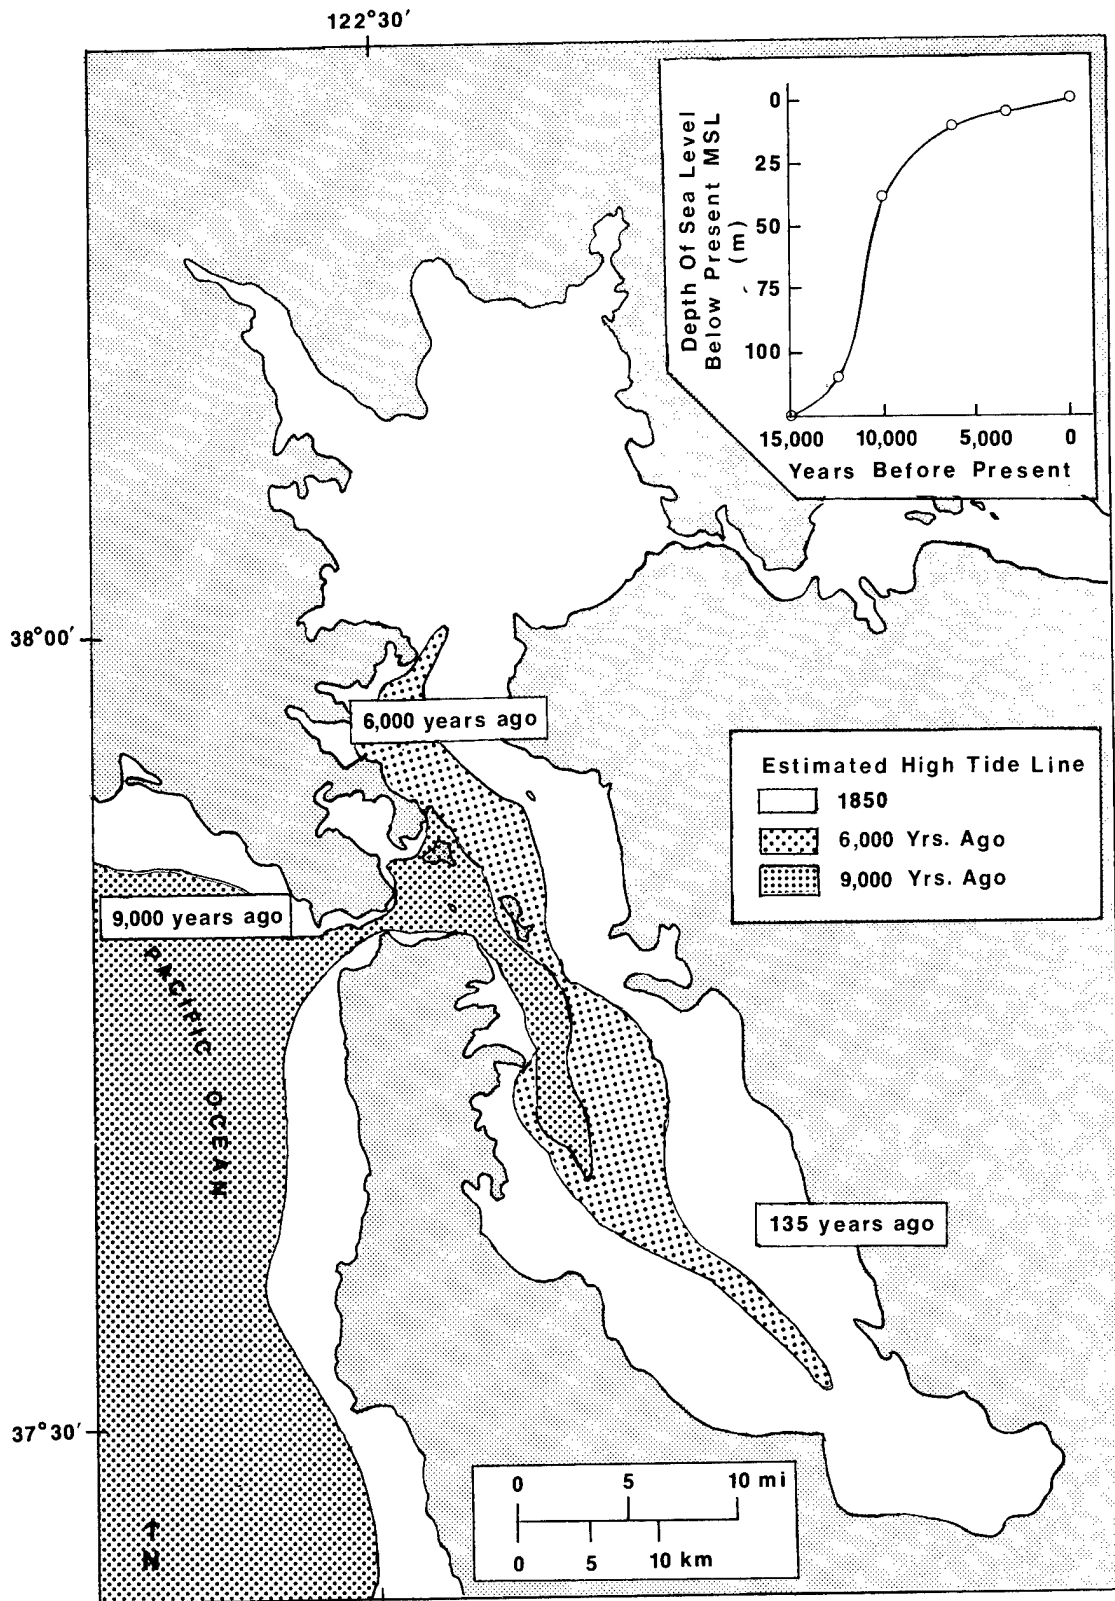 122°30′
0
25
50
75
100
Depth Of Sea Level
Below Present MSL
(m)
15,000 10,000 5,000 0
Years Before Present
38°00′
6,000 years ago
Estimated High Tide Line
1850
6,000 Yrs. Ago
9,000 Yrs. Ago
9,000 years ago
PACIFIC OCEAN
135 years ago
37°30′
0 5 10 mi
0 5 10 km
N